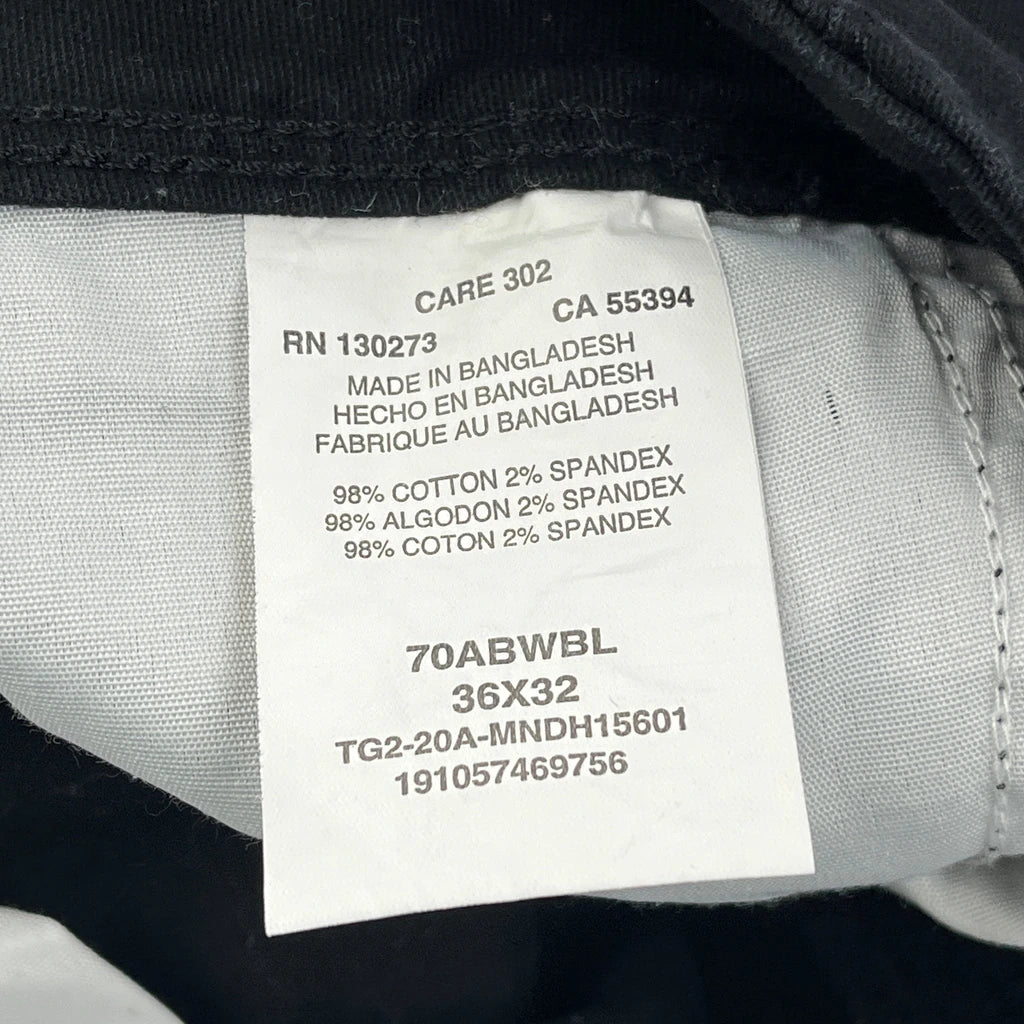 CARE 302
RN 130273 CA 55394
MADE IN BANGLADESH
HECHO EN BANGLADESH
FABRIQUE AU BANGLADESH
98% COTTON 2% SPANDEX
98% ALGODON 2% SPANDEX
98% COTON 2% SPANDEX
70ABWBL
36X32
TG2-20A-MNDH15601
191057469756